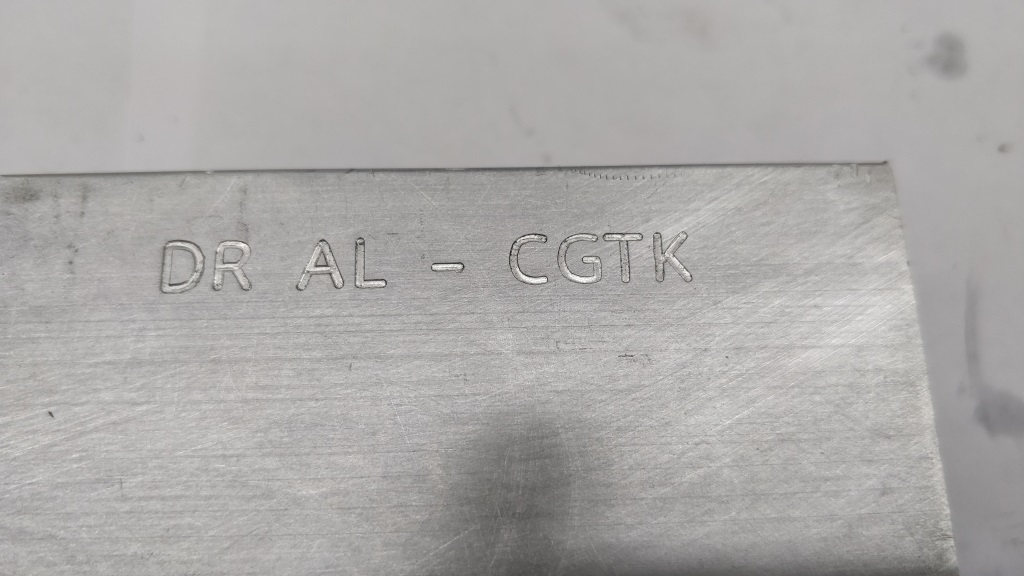 DR AL - CGTK